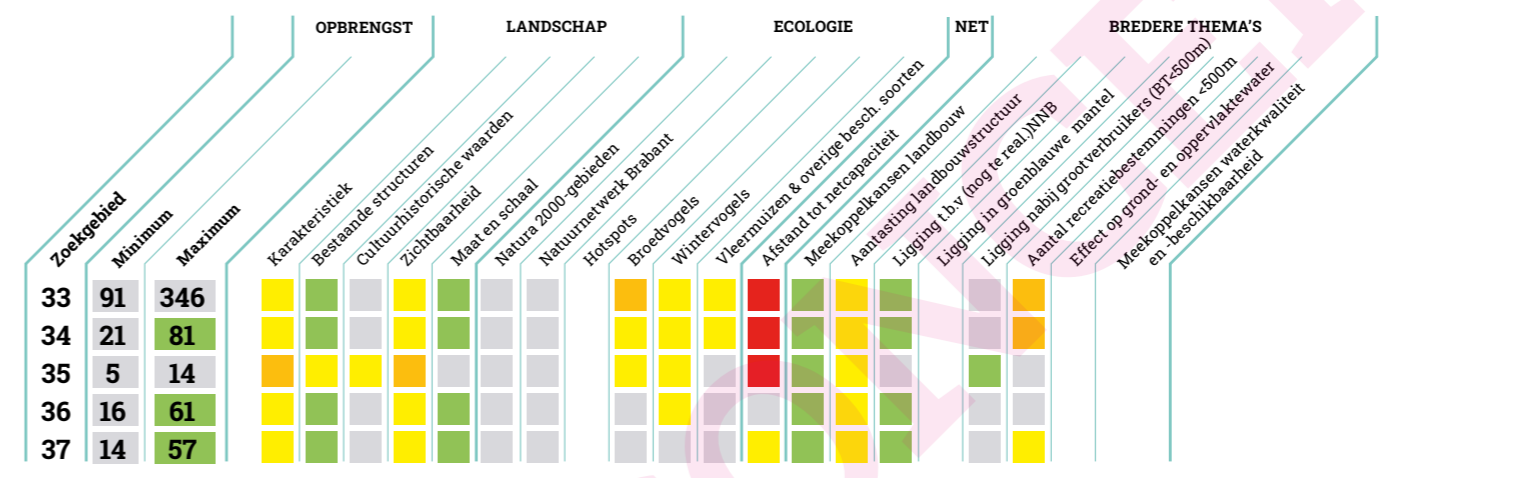 OPBRENGST
LANDSCHAP
ECOLOGIE
NET
BREDERE THEMA'S
Zoekgebied
Minimum
Maximum
Karakteristiek
Bestaande structuren
Cultuurhistorische waarden
Zichtbaarheid
Maat en schaal
Natura 2000-gebieden
Natuurnetwerk Brabant
Hotspots
Broedvogels
Wintervogels
Vleermuizen & overige besch. soorten
Afstand tot netcapaciteit
Meekoppelkansen landbouw
Aantasting landbouwstructuur
Ligging t.b.v (nog te real.)NNB
Ligging in groenblauwe mantel
Ligging nabij grootverbruikers (BT<500m)
Aantal recreatiebestemmingen <500m
Effect op grond- en oppervlaktewater
Meekoppelkansen waterkwaliteit
en -beschikbaarheid
33 91 346
34 21 81
35 5 14
36 16 61
37 14 57